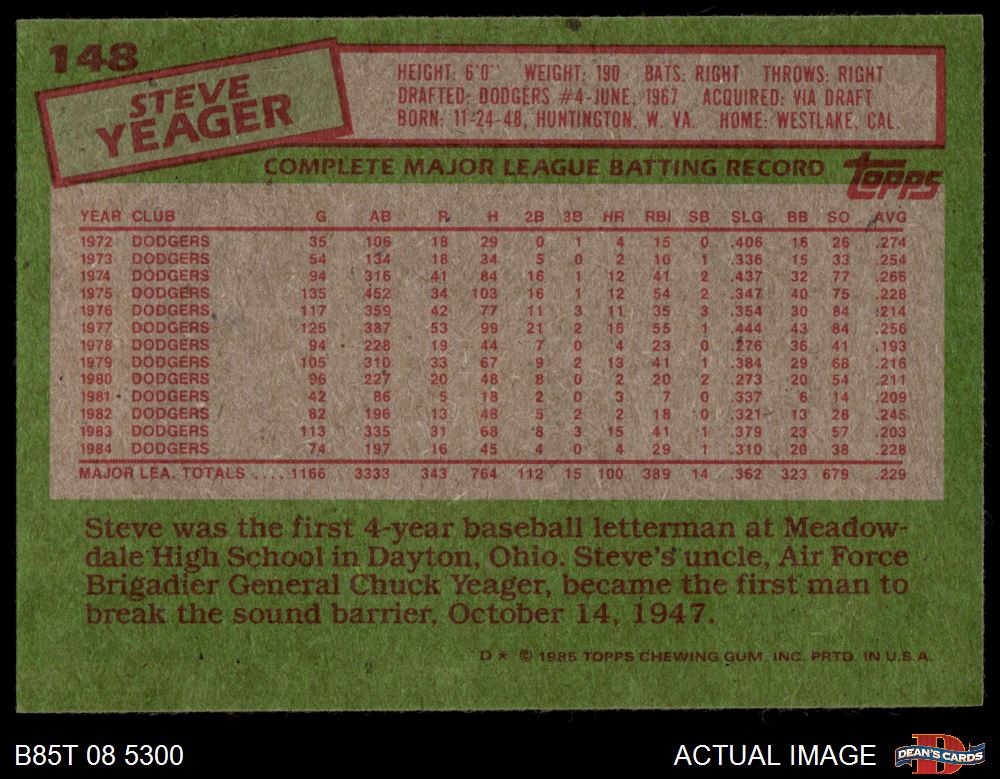 148
STEVE
YEAGER
HEIGHT: 6'0" WEIGHT: 190 BATS: RIGHT THROWS: RIGHT
DRAFTED: DODGERS #4-JUNE, 1967 ACQUIRED: VIA DRAFT
BORN: 11-24-48, HUNTINGTON, W. VA. HOME: WESTLAKE, CAL.
COMPLETE MAJOR LEAGUE BATTING RECORD
topps
YEAR CLUB G AB R H 2B 3B HR RBI SB SLG BB SO AVG
1972 DODGERS 35 106 18 29 0 1 4 15 0 .406 16 26 .274
1973 DODGERS 54 134 18 34 5 0 2 10 1 .336 15 33 .254
1974 DODGERS 94 316 41 84 16 1 12 41 2 .437 32 77 .266
1975 DODGERS 135 452 34 103 16 1 12 54 2 .347 40 75 .228
1976 DODGERS 117 359 42 77 11 3 11 35 3 .354 30 84 .214
1977 DODGERS 125 387 53 99 21 2 16 55 1 .444 43 84 .256
1978 DODGERS 94 228 19 44 7 0 4 23 0 .276 36 41 .193
1979 DODGERS 105 310 33 67 9 2 13 41 1 .384 29 68 .216
1980 DODGERS 96 227 20 48 8 0 2 20 2 .273 20 54 .211
1981 DODGERS 42 86 5 18 2 0 3 7 0 .337 6 14 .209
1982 DODGERS 82 196 13 48 5 2 2 18 0 .321 13 28 .245
1983 DODGERS 113 335 31 68 8 3 15 41 1 .379 23 57 .203
1984 DODGERS 74 197 16 45 4 0 4 29 1 .310 20 38 .228
MAJOR LEA. TOTALS .... 1166 3333 343 764 112 15 100 389 14 .362 323 679 .229
Steve was the first 4-year baseball letterman at Meadow-
dale High School in Dayton, Ohio. Steve's uncle, Air Force
Brigadier General Chuck Yeager, became the first man to
break the sound barrier, October 14, 1947.
D * © 1985 TOPPS CHEWING GUM, INC. PRTD. IN U.S.A.
B85T 08 5300
ACTUAL IMAGE
DEAN'S CARDS